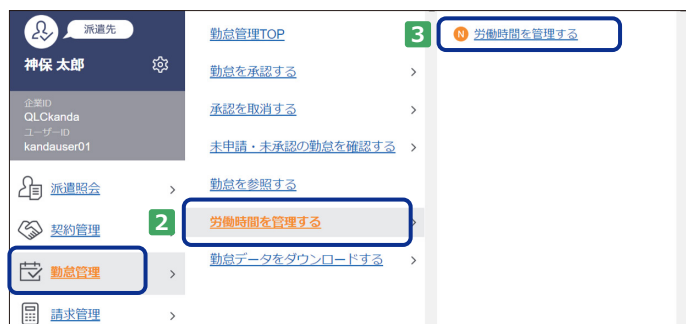 派遣先
神保 太郎
企業ID
QLCkanda
ユーザーID
kandauser01
派遣照会
契約管理
勤怠管理
請求管理
2
勤怠管理TOP
勤怠を承認する
承認を取消する
未申請・未承認の勤怠を確認する
勤怠を参照する
労働時間を管理する
勤怠データをダウンロードする
3
N 労働時間を管理する